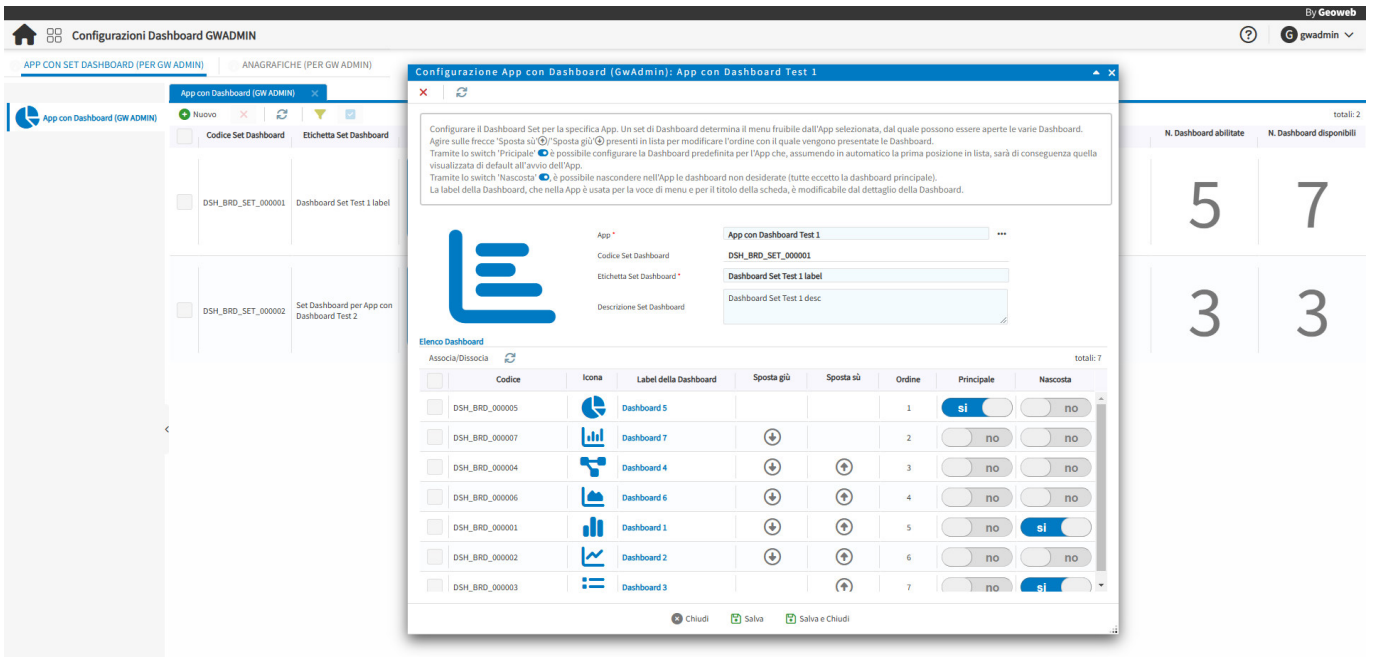 By Geoweb
Configurazioni Dashboard GWADMIN
G gwadmin
APP CON SET DASHBOARD (PER GW ADMIN)
ANAGRAFICHE (PER GW ADMIN)
App con Dashboard (GW ADMIN)
App con Dashboard (GW ADMIN)
Nuovo
totali: 2
Codice Set Dashboard Etichetta Set Dashboard N. Dashboard abilitate N. Dashboard disponibili
DSH_BRD_SET_000001 Dashboard Set Test 1 label 5 7
DSH_BRD_SET_000002 Set Dashboard per App con
Dashboard Test 2
3 3
Configurazione App con Dashboard (GwAdmin): App con Dashboard Test 1
Configurare il Dashboard Set per la specifica App. Un set di Dashboard determina il menu fruibile dall'App selezionata, dal quale possono essere aperte le varie Dashboard.
Agire sulle frecce 'Sposta sù'/'Sposta giù' presenti in lista per modificare l'ordine con il quale vengono presentate le Dashboard.
Tramite lo switch 'Pricipale' è possibile configurare la Dashboard predefinita per l'App che, assumendo in automatico la prima posizione in lista, sarà di conseguenza quella
visualizzata di default all'avvio dell'App.
Tramite lo switch 'Nascosta', è possibile nascondere nell'App le dashboard non desiderate (tutte eccetto la dashboard principale).
La label della Dashboard, che nella App è usata per la voce di menu e per il titolo della scheda, è modificabile dal dettaglio della Dashboard.
App * App con Dashboard Test 1
Codice Set Dashboard DSH_BRD_SET_000001
Etichetta Set Dashboard * Dashboard Set Test 1 label
Descrizione Set Dashboard Dashboard Set Test 1 desc
Elenco Dashboard
Associa/Dissocia totali: 7
Codice Icona Label della Dashboard Sposta giù Sposta sù Ordine Principale Nascosta
DSH_BRD_000005 Dashboard 5 1 si no
DSH_BRD_000007 Dashboard 7 2 no no
DSH_BRD_000004 Dashboard 4 3 no no
DSH_BRD_000006 Dashboard 6 4 no no
DSH_BRD_000001 Dashboard 1 5 no si
DSH_BRD_000002 Dashboard 2 6 no no
DSH_BRD_000003 Dashboard 3 7 no si
Chiudi Salva Salva e Chiudi